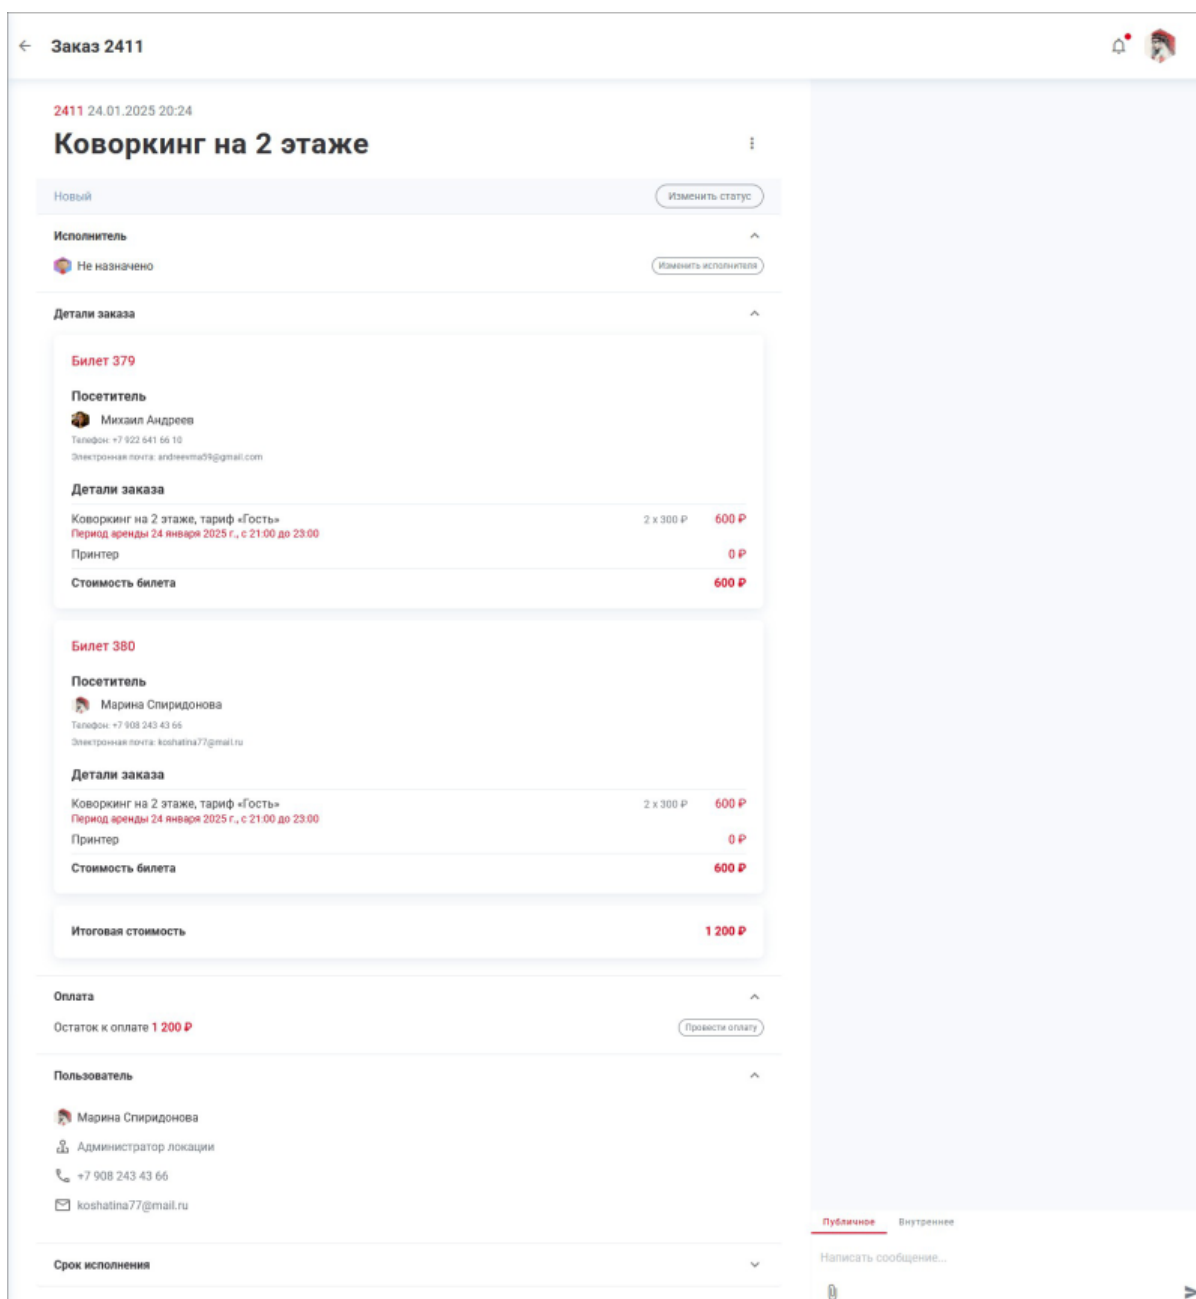 Заказ 2411
2411 24.01.2025 20:24
Коворкинг на 2 этаже
Новый
Изменить статус
Исполнитель
Не назначено
Изменить исполнителя
Детали заказа
Билет 379
Посетитель
Михаил Андреев
Телефон: +7 922 641 66 10
Электронная почта: andreevma59@gmail.com
Детали заказа
Коворкинг на 2 этаже, тариф «Гость» 2 x 300 ₽ 600 ₽
Период аренды 24 января 2025 г., с 21:00 до 23:00
Принтер 0 ₽
Стоимость билета 600 ₽
Билет 380
Посетитель
Марина Спиридонова
Телефон: +7 908 243 43 66
Электронная почта: koshatina77@mail.ru
Детали заказа
Коворкинг на 2 этаже, тариф «Гость» 2 x 300 ₽ 600 ₽
Период аренды 24 января 2025 г., с 21:00 до 23:00
Принтер 0 ₽
Стоимость билета 600 ₽
Итоговая стоимость 1 200 ₽
Оплата
Остаток к оплате 1 200 ₽
Провести оплату
Пользователь
Марина Спиридонова
Администратор локации
+7 908 243 43 66
koshatina77@mail.ru
Срок исполнения
Публичное Внутреннее
Написать сообщение...